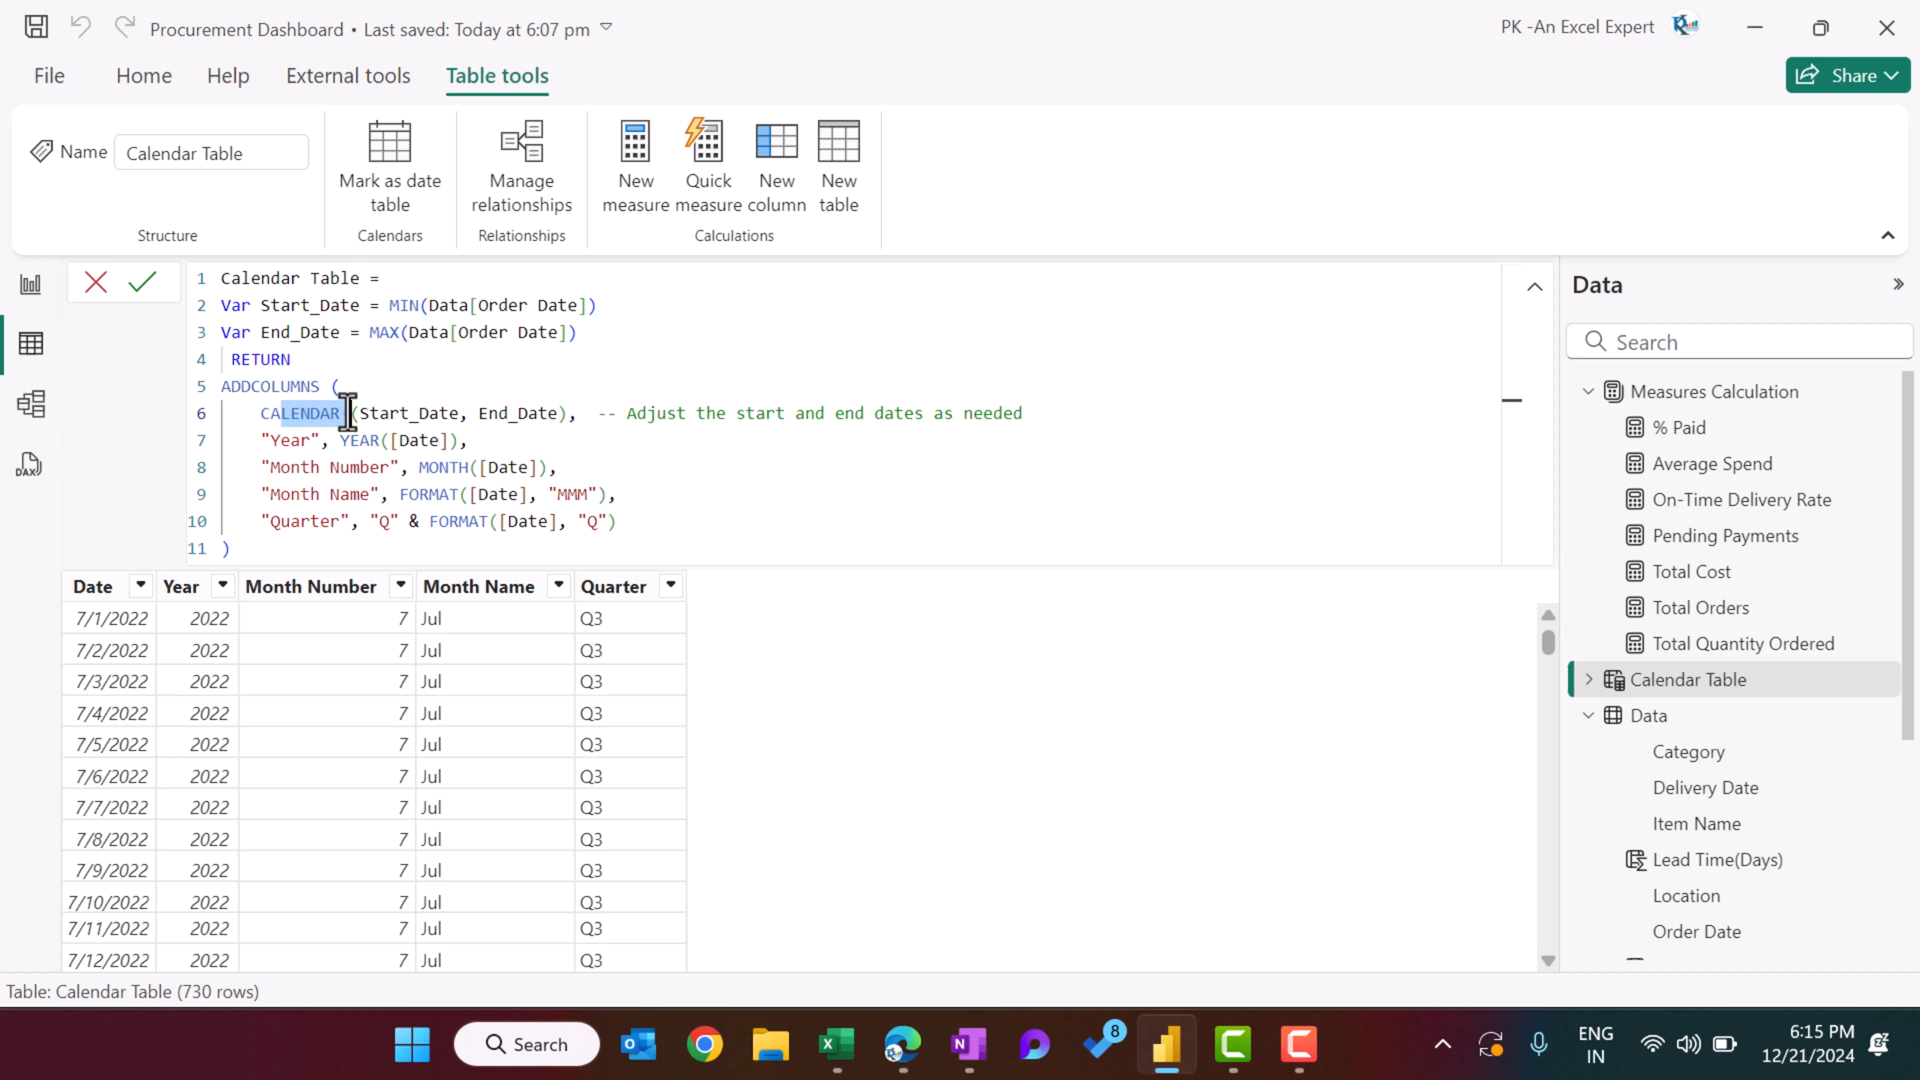 Procurement Dashboard • Last saved: Today at 6:07 pm
PK -An Excel Expert
File Home Help External tools Table tools
Share
Name Calendar Table
Mark as date table
Manage relationships
New measure
Quick measure
New column
New table
Structure Calendars Relationships Calculations
1 Calendar Table =
2 Var Start_Date = MIN(Data[Order Date])
3 Var End_Date = MAX(Data[Order Date])
4 RETURN
5 ADDCOLUMNS (
6 CALENDAR (Start_Date, End_Date), -- Adjust the start and end dates as needed
7 "Year", YEAR([Date]),
8 "Month Number", MONTH([Date]),
9 "Month Name", FORMAT([Date], "MMM"),
10 "Quarter", "Q" & FORMAT([Date], "Q")
11 )
Date Year Month Number Month Name Quarter
7/1/2022 2022 7 Jul Q3
7/2/2022 2022 7 Jul Q3
7/3/2022 2022 7 Jul Q3
7/4/2022 2022 7 Jul Q3
7/5/2022 2022 7 Jul Q3
7/6/2022 2022 7 Jul Q3
7/7/2022 2022 7 Jul Q3
7/8/2022 2022 7 Jul Q3
7/9/2022 2022 7 Jul Q3
7/10/2022 2022 7 Jul Q3
7/11/2022 2022 7 Jul Q3
7/12/2022 2022 7 Jul Q3
Data
Search
Measures Calculation
% Paid
Average Spend
On-Time Delivery Rate
Pending Payments
Total Cost
Total Orders
Total Quantity Ordered
Calendar Table
Data
Category
Delivery Date
Item Name
Lead Time(Days)
Location
Order Date
DAX
Table: Calendar Table (730 rows)
Search
8
ENG
IN
6:15 PM
12/21/2024